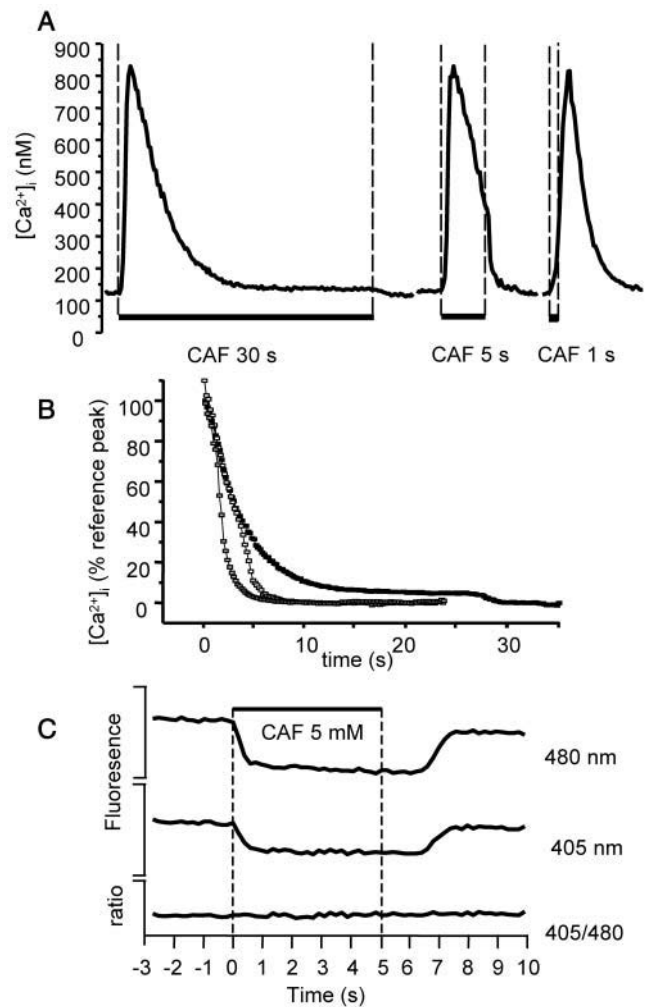 A
[Ca²⁺]ᵢ (nM)
900
800
700
600
500
400
300
200
100
0
CAF 30 s
CAF 5 s
CAF 1 s
B
[Ca²⁺]ᵢ (% reference peak)
100
80
60
40
20
0
0 10 20 30
time (s)
C
Fluoresence
ratio
CAF 5 mM
480 nm
405 nm
405/480
-3 -2 -1 0 1 2 3 4 5 6 7 8 9 10
Time (s)